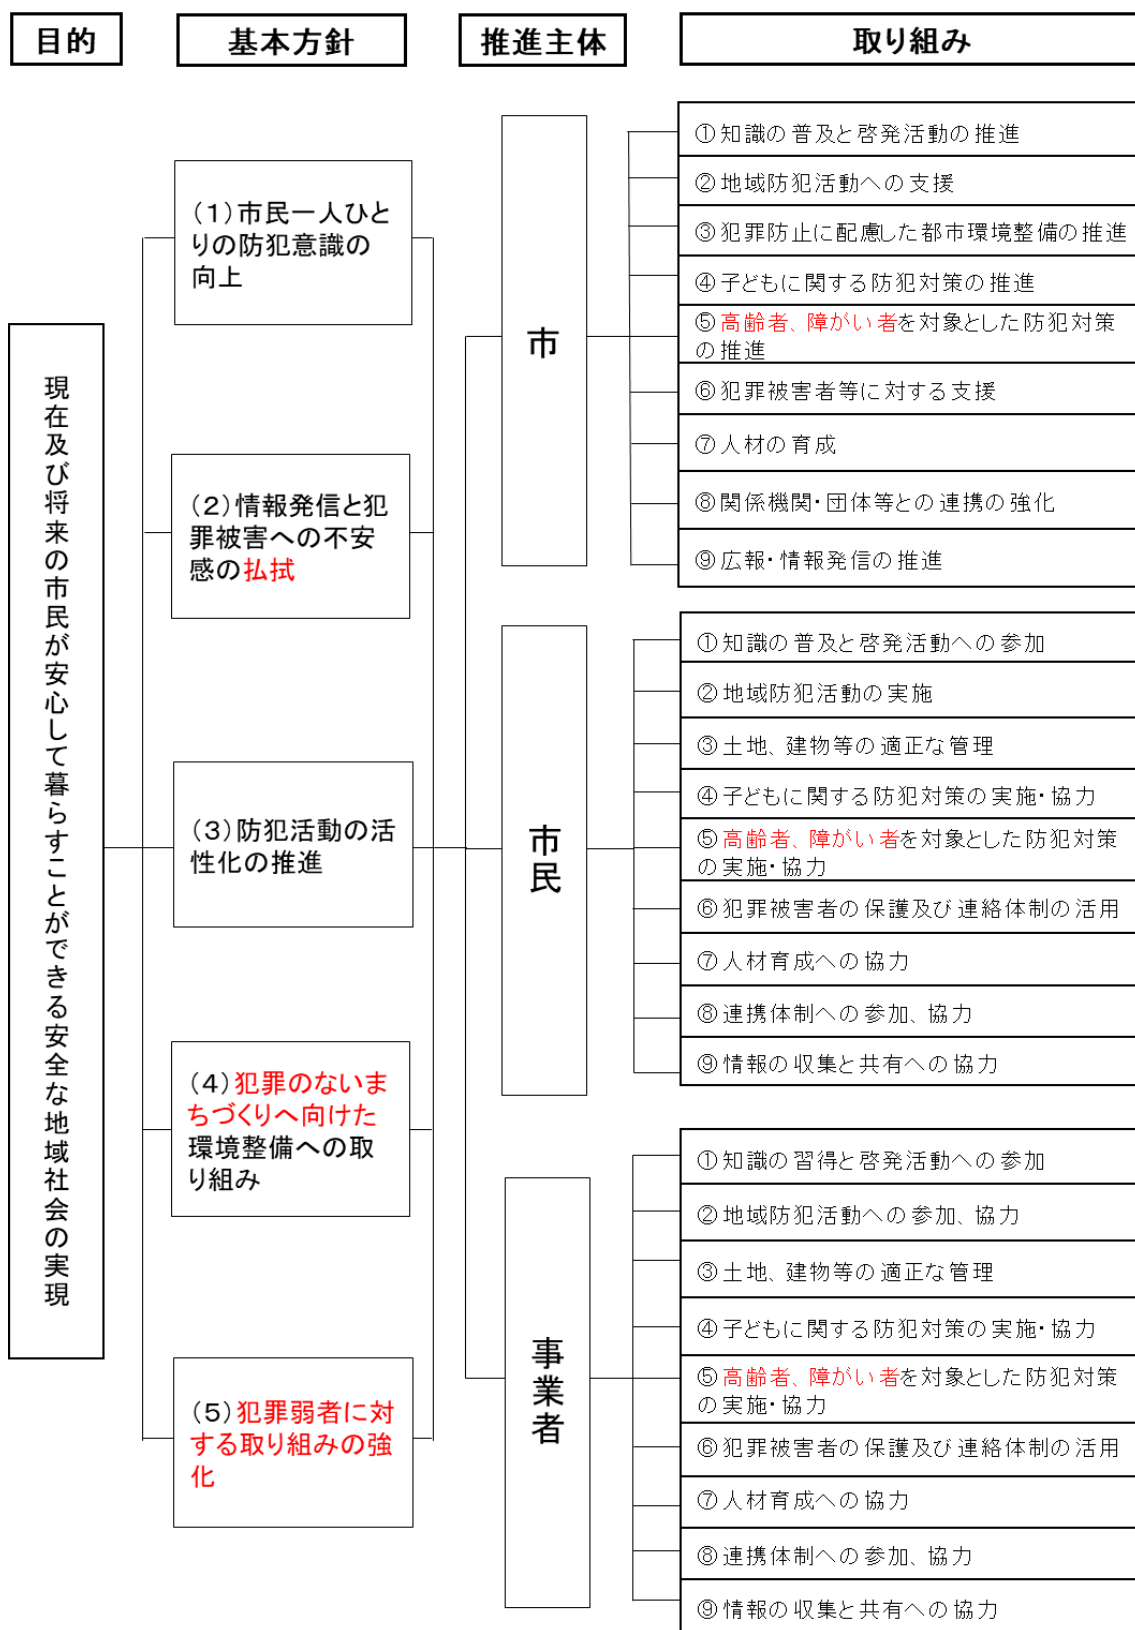 目的
基本方針
推進主体
取り組み
現在及び将来の市民が安心して暮らすことができる安全な地域社会の実現
(1)市民一人ひと
りの防犯意識の
向上
(2)情報発信と犯
罪被害への不安
感の払拭
(3)防犯活動の活
性化の推進
(4)犯罪のないま
ちづくりへ向けた
環境整備への取
り組み
(5)犯罪弱者に対
する取り組みの強
化
市
①知識の普及と啓発活動の推進
②地域防犯活動への支援
③犯罪防止に配慮した都市環境整備の推進
④子どもに関する防犯対策の推進
⑤高齢者、障がい者を対象とした防犯対策
の推進
⑥犯罪被害者等に対する支援
⑦人材の育成
⑧関係機関・団体等との連携の強化
⑨広報・情報発信の推進
市民
①知識の普及と啓発活動への参加
②地域防犯活動の実施
③土地、建物等の適正な管理
④子どもに関する防犯対策の実施・協力
⑤高齢者、障がい者を対象とした防犯対策
の実施・協力
⑥犯罪被害者の保護及び連絡体制の活用
⑦人材育成への協力
⑧連携体制への参加、協力
⑨情報の収集と共有への協力
事業者
①知識の習得と啓発活動への参加
②地域防犯活動への参加、協力
③土地、建物等の適正な管理
④子どもに関する防犯対策の実施・協力
⑤高齢者、障がい者を対象とした防犯対策
の実施・協力
⑥犯罪被害者の保護及び連絡体制の活用
⑦人材育成への協力
⑧連携体制への参加、協力
⑨情報の収集と共有への協力